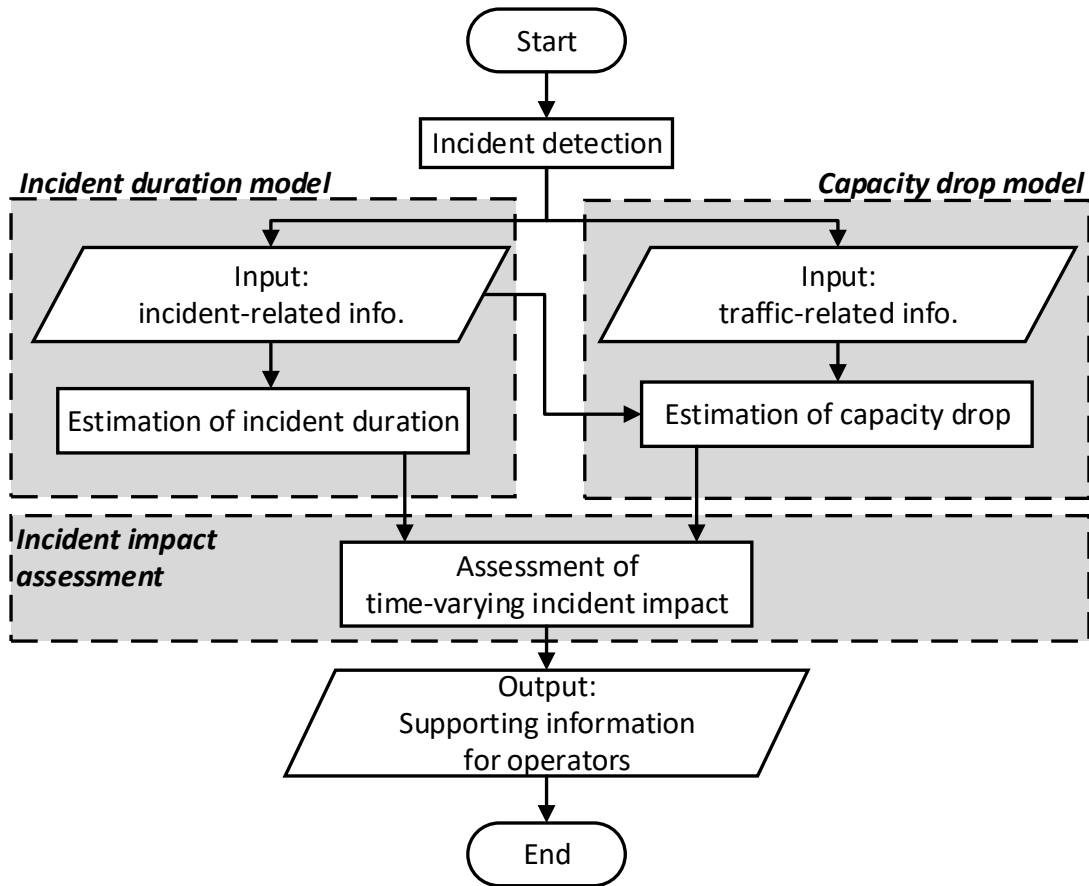 Start
Incident detection
Incident duration model
Capacity drop model
Input:
incident-related info.
Input:
traffic-related info.
Estimation of incident duration
Estimation of capacity drop
Incident impact
assessment
Assessment of
time-varying incident impact
Output:
Supporting information
for operators
End